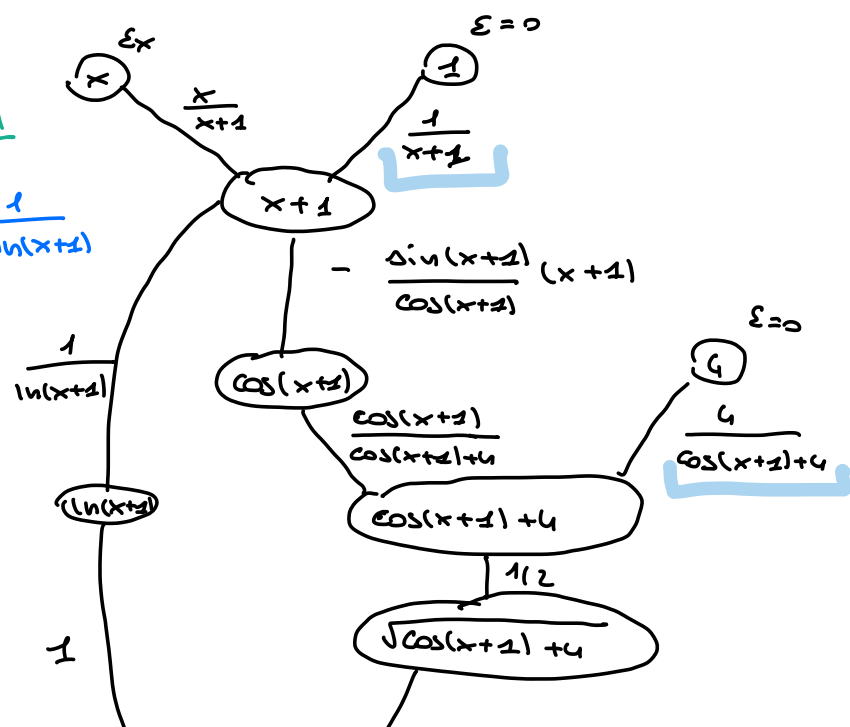 εx
ε=0
x
1
x/(x+1)
1/(x+1)
x+1
1
ln(x+1)
- sin(x+1)/cos(x+1) (x+1)
ε=0
4
1/ln(x+1)
cos(x+1)
cos(x+1)/(cos(x+1)+4)
4/(cos(x+1)+4)
ln(x+1)
cos(x+1)+4
1/2
√cos(x+1) +4
1